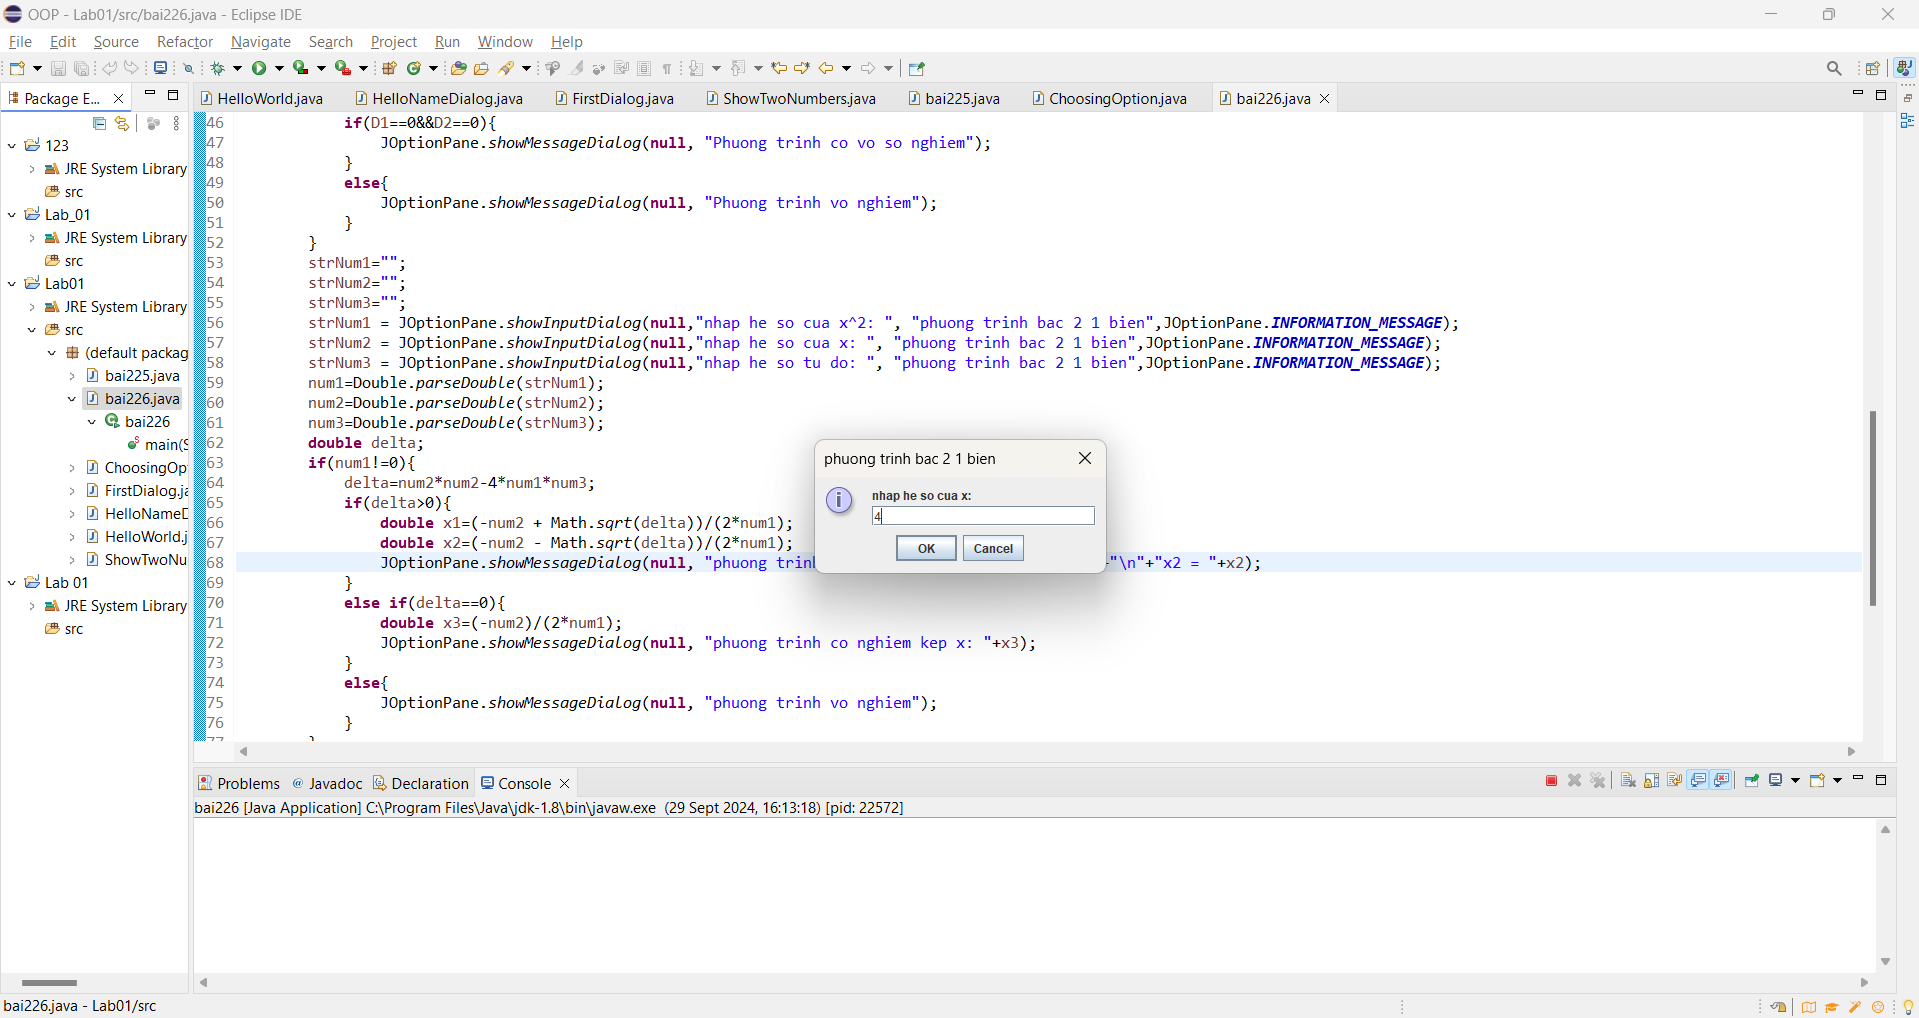 OOP - Lab01/src/bai226.java - Eclipse IDE
File Edit Source Refactor Navigate Search Project Run Window Help
Package E...
HelloWorld.java HelloNameDialog.java FirstDialog.java ShowTwoNumbers.java bai225.java ChoosingOption.java bai226.java
123
JRE System Library
src
Lab_01
JRE System Library
src
Lab01
JRE System Library
src
(default packag
bai225.java
bai226.java
bai226
main(S
ChoosingOp
FirstDialog.ja
HelloNameD
HelloWorld.j
ShowTwoNu
Lab 01
JRE System Library
src
46 if(D1==0&&D2==0){
47 JOptionPane.showMessageDialog(null, "Phuong trinh co vo so nghiem");
48 }
49 else{
50 JOptionPane.showMessageDialog(null, "Phuong trinh vo nghiem");
51 }
52 }
53 strNum1="";
54 strNum2="";
55 strNum3="";
56 strNum1 = JOptionPane.showInputDialog(null,"nhap he so cua x^2: ", "phuong trinh bac 2 1 bien",JOptionPane.INFORMATION_MESSAGE);
57 strNum2 = JOptionPane.showInputDialog(null,"nhap he so cua x: ", "phuong trinh bac 2 1 bien",JOptionPane.INFORMATION_MESSAGE);
58 strNum3 = JOptionPane.showInputDialog(null,"nhap he so tu do: ", "phuong trinh bac 2 1 bien",JOptionPane.INFORMATION_MESSAGE);
59 num1=Double.parseDouble(strNum1);
60 num2=Double.parseDouble(strNum2);
61 num3=Double.parseDouble(strNum3);
62 double delta;
63 if(num1!=0){
64 delta=num2*num2-4*num1*num3;
65 if(delta>0){
66 double x1=(-num2 + Math.sqrt(delta))/(2*num1);
67 double x2=(-num2 - Math.sqrt(delta))/(2*num1);
68 JOptionPane.showMessageDialog(null, "phuong trin "\n"+"x2 = "+x2);
69 }
70 else if(delta==0){
71 double x3=(-num2)/(2*num1);
72 JOptionPane.showMessageDialog(null, "phuong trinh co nghiem kep x: "+x3);
73 }
74 else{
75 JOptionPane.showMessageDialog(null, "phuong trinh vo nghiem");
76 }
77 }
phuong trinh bac 2 1 bien
nhap he so cua x:
4
OK Cancel
Problems @ Javadoc Declaration Console
bai226 [Java Application] C:\Program Files\Java\jdk-1.8\bin\javaw.exe (29 Sept 2024, 16:13:18) [pid: 22572]
bai226.java - Lab01/src